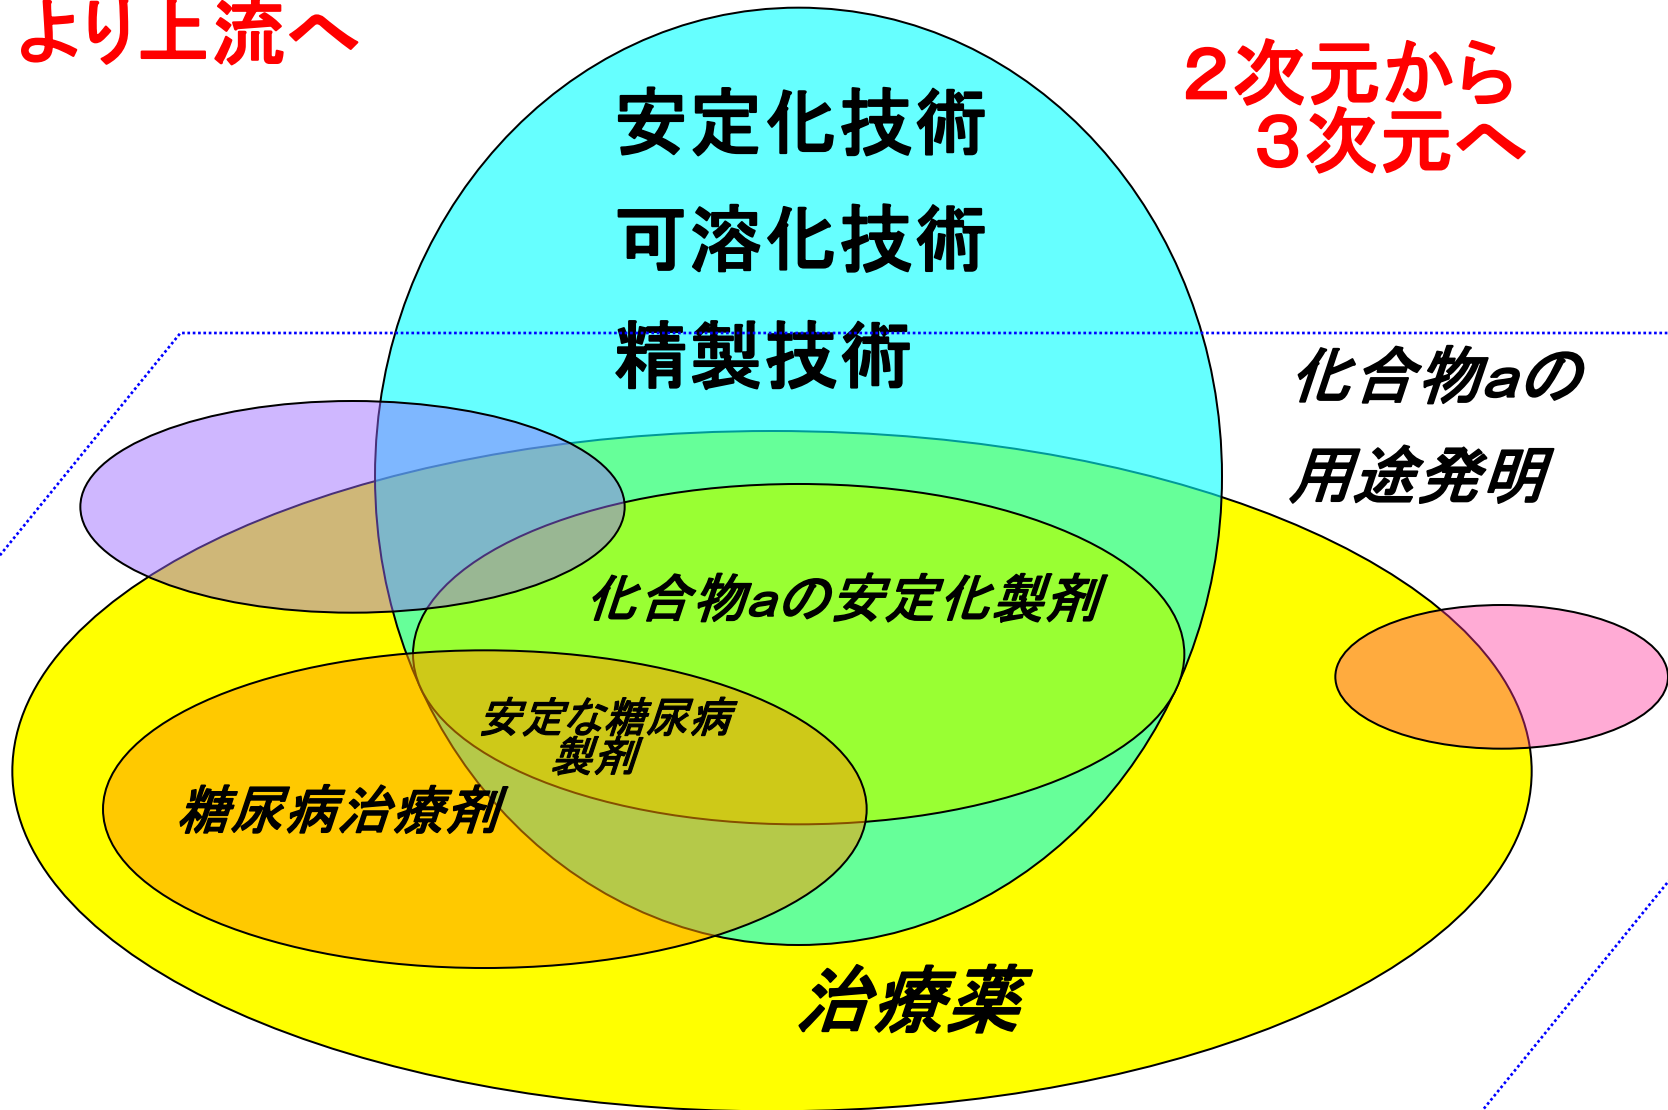 より上流へ
２次元から
３次元へ
安定化技術
可溶化技術
精製技術
化合物aの
用途発明
化合物aの安定化製剤
安定な糖尿病
製剤
糖尿病治療剤
治療薬